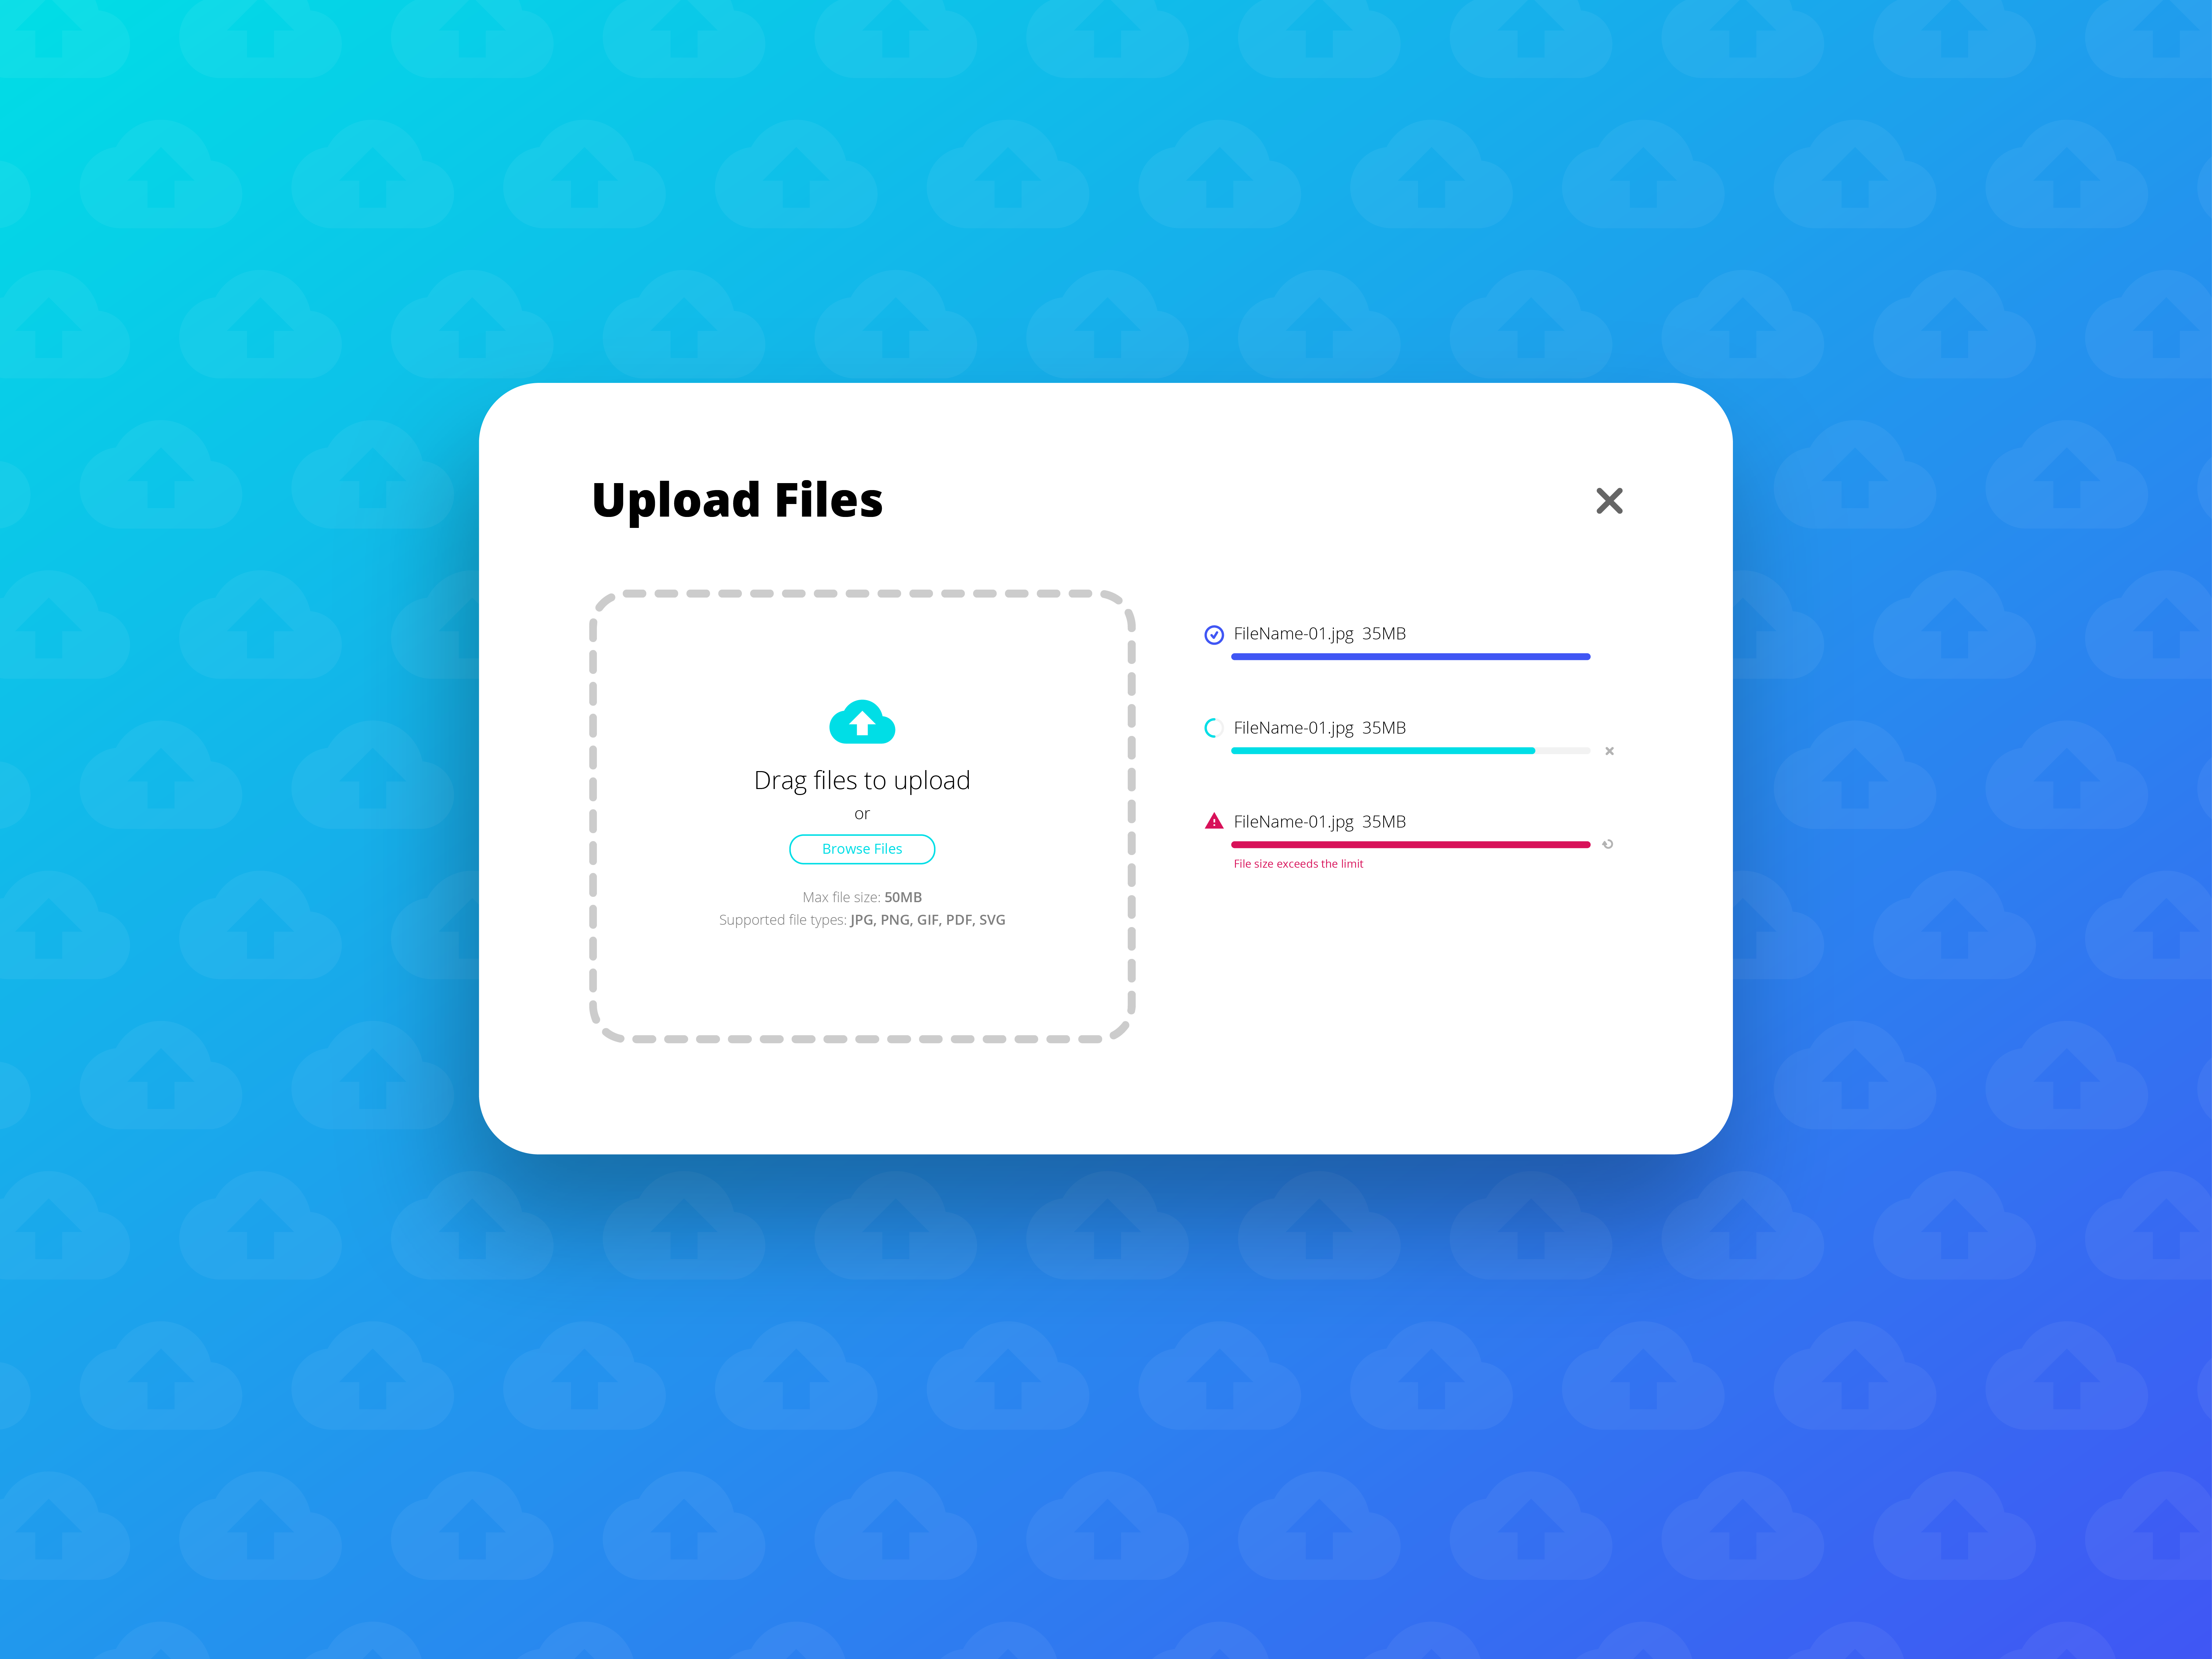 Upload Files
Drag files to upload
or
Browse Files
Max file size: 50MB
Supported file types: JPG, PNG, GIF, PDF, SVG
FileName-01.jpg 35MB
FileName-01.jpg 35MB
FileName-01.jpg 35MB
File size exceeds the limit